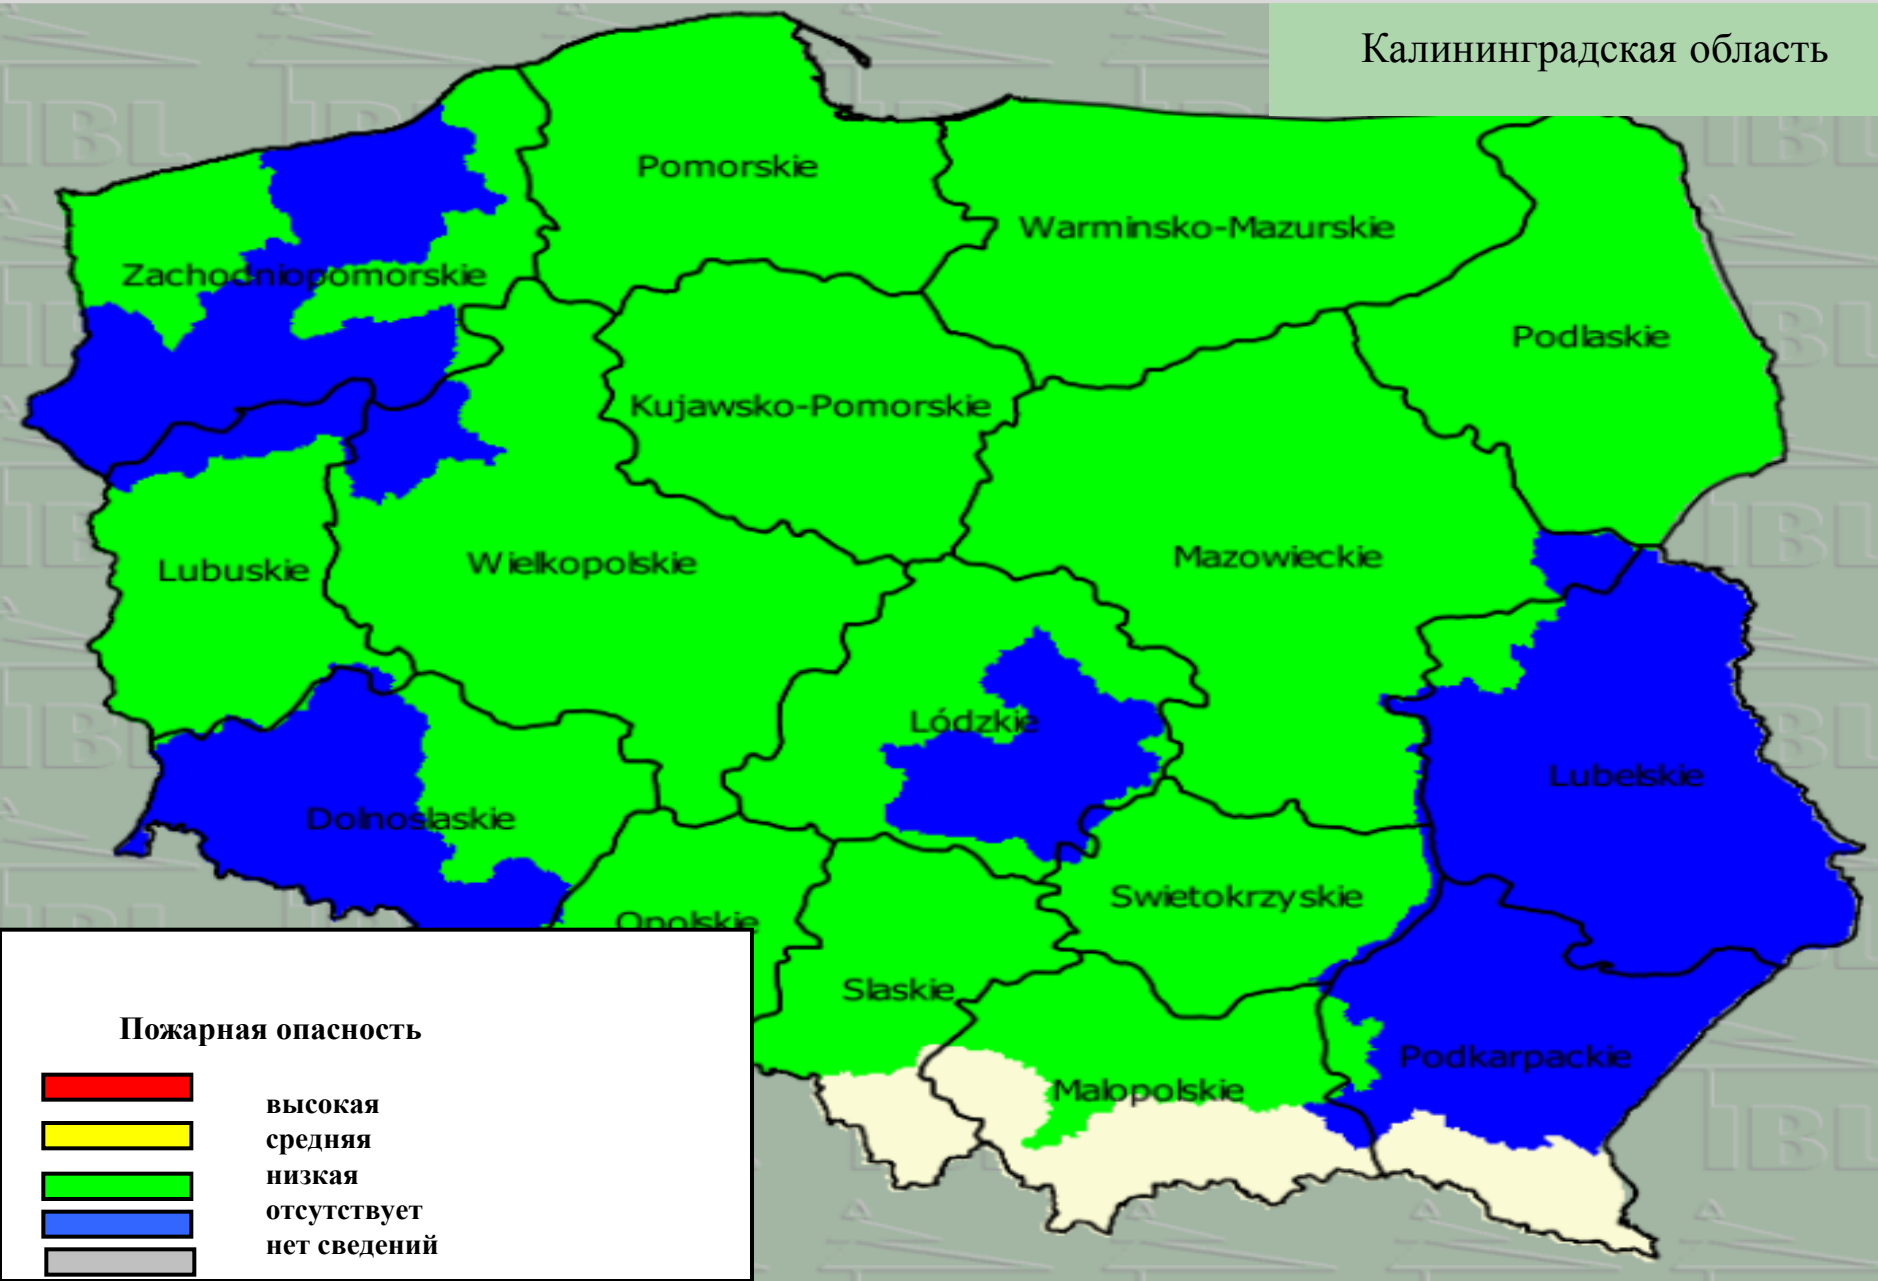 Калининградская область
Pomorskie
Warminsko-Mazurskie
Zachodniopomorskie
Podlaskie
Kujawsko-Pomorskie
Mazowieckie
Wielkopolskie
Lubuskie
Lódzkie
Lubelskie
Dolnoslaskie
Swietokrzyskie
Opolskie
Slaskie
Podkarpackie
Malopolskie
Пожарная опасность
высокая
средняя
низкая
отсутствует
нет сведений
TBL